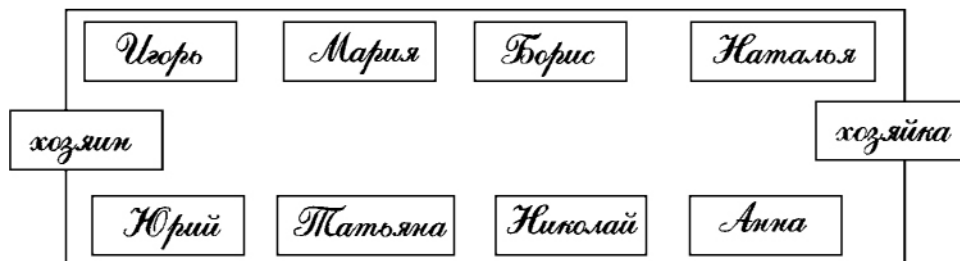 Игорь Мария Борис Наталья
хозяин хозяйка
Юрий Татьяна Николай Анна